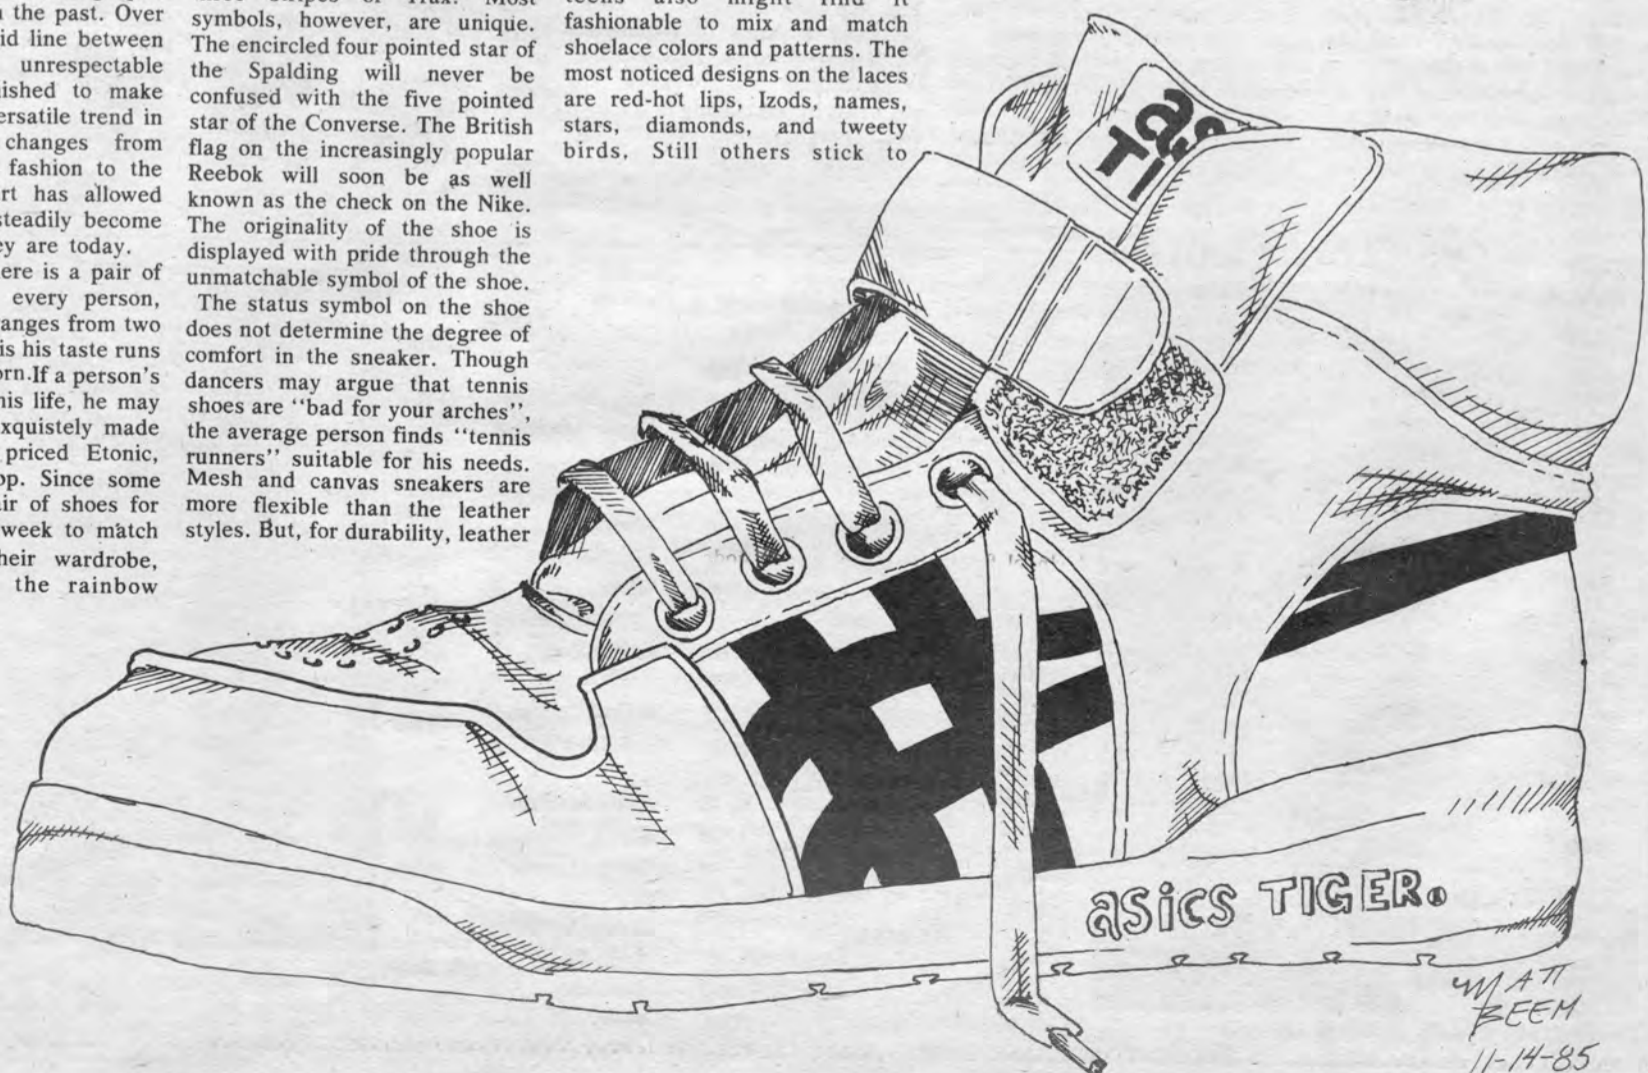 the past. Over
id line between
unrespectable
ished to make
ersatile trend in
changes from
fashion to the
rt has allowed
steadily become
ey are today.
ere is a pair of
every person,
anges from two
is his taste runs
orn.If a person's
his life, he may
xquistely made
priced Etonic,
op. Since some
ir of shoes for
week to match
heir wardrobe,
the rainbow
symbols, however, are unique.
The encircled four pointed star of
the Spalding will never be
confused with the five pointed
star of the Converse. The British
flag on the increasingly popular
Reebok will soon be as well
known as the check on the Nike.
The originality of the shoe is
displayed with pride through the
unmatchable symbol of the shoe.
The status symbol on the shoe
does not determine the degree of
comfort in the sneaker. Though
dancers may argue that tennis
shoes are "bad for your arches",
the average person finds "tennis
runners" suitable for his needs.
Mesh and canvas sneakers are
more flexible than the leather
styles. But, for durability, leather
teens also might find it
fashionable to mix and match
shoelace colors and patterns. The
most noticed designs on the laces
are red-hot lips, Izods, names,
stars, diamonds, and tweety
birds. Still others stick to
as
TI
asics TIGER®
MATT
BEEM
11-14-85